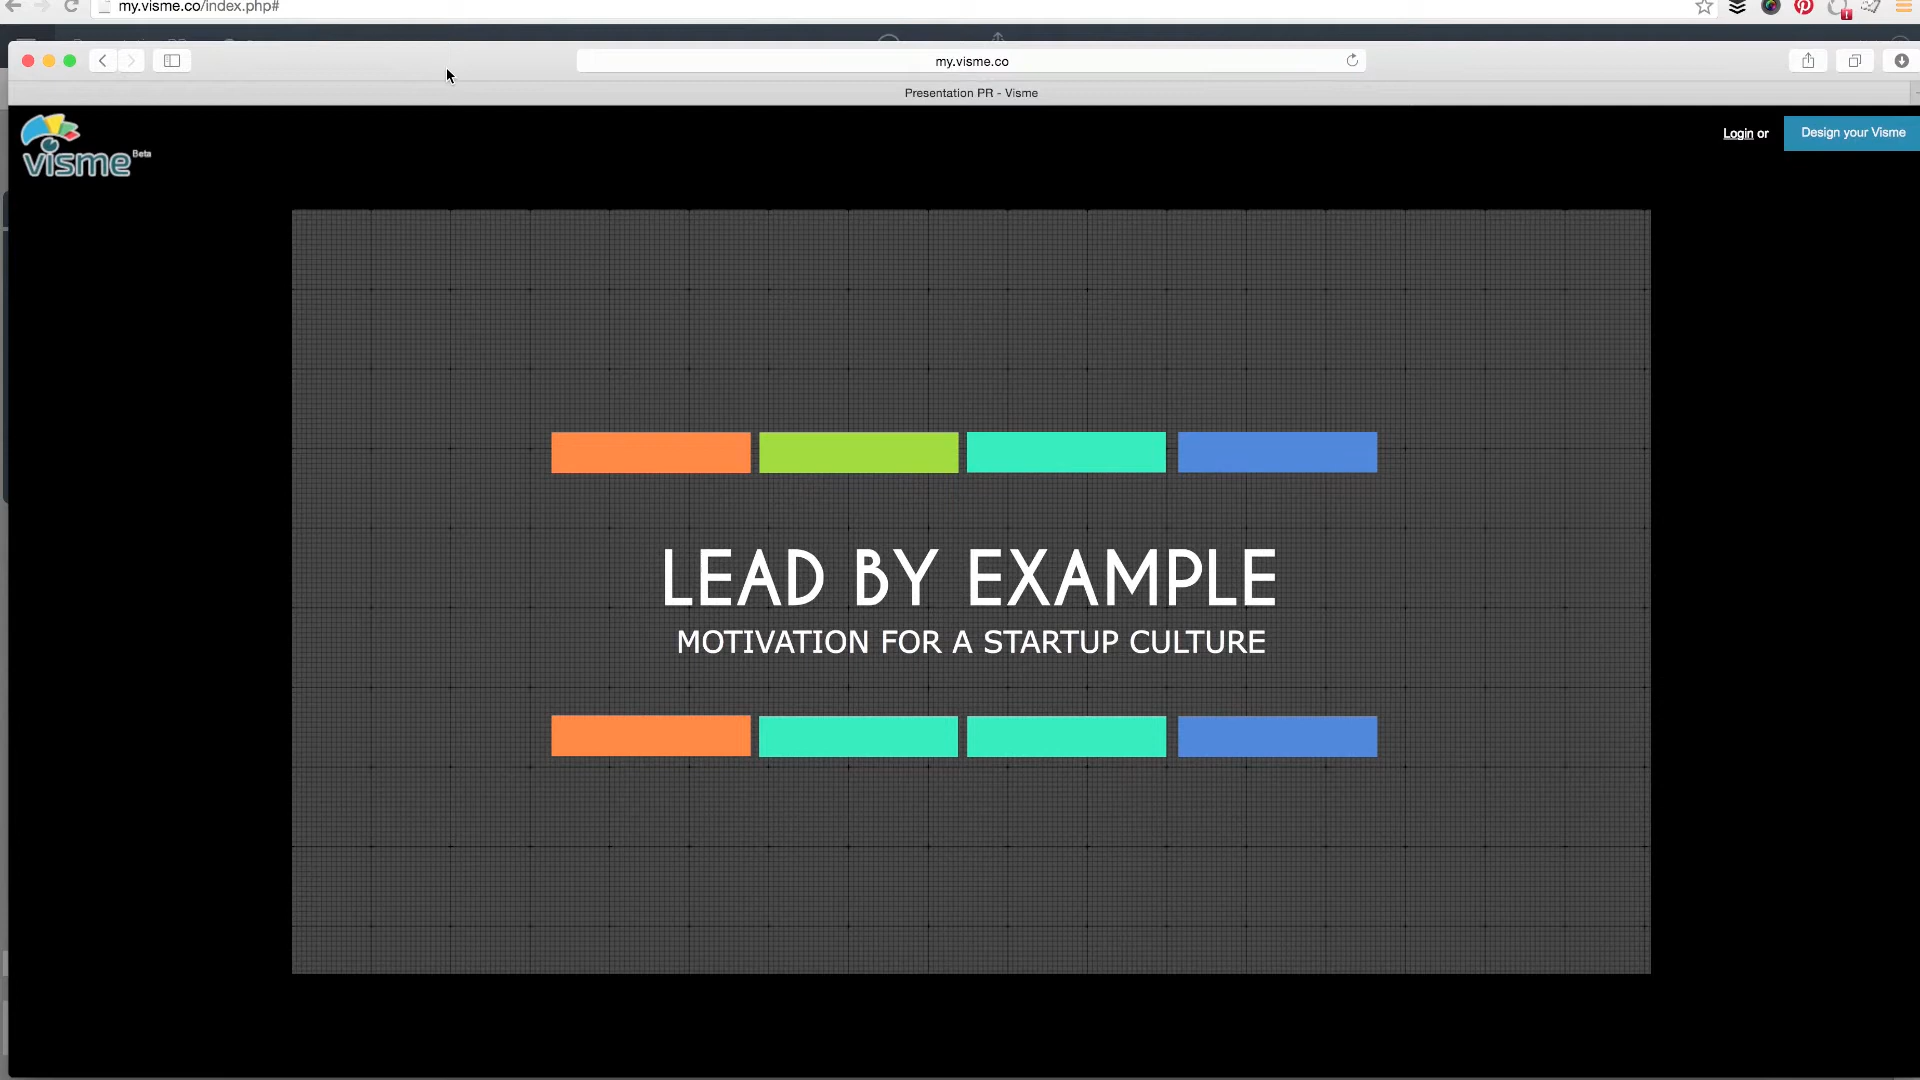 my.visme.co/index.php#
my.visme.co
Presentation PR - Visme
visme Beta
Login or
Design your Visme
LEAD BY EXAMPLE
MOTIVATION FOR A STARTUP CULTURE